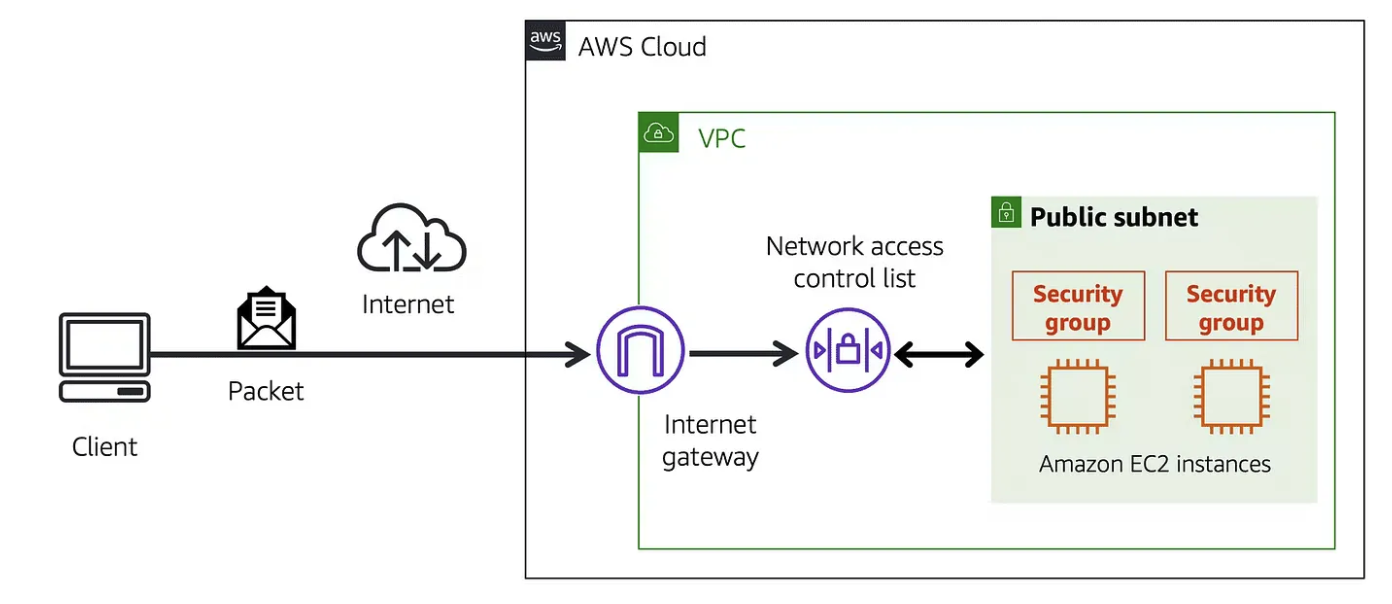 aws
AWS Cloud
VPC
Public subnet
Network access
control list
Security
group
Security
group
Internet
Packet
Client
Internet
gateway
Amazon EC2 instances